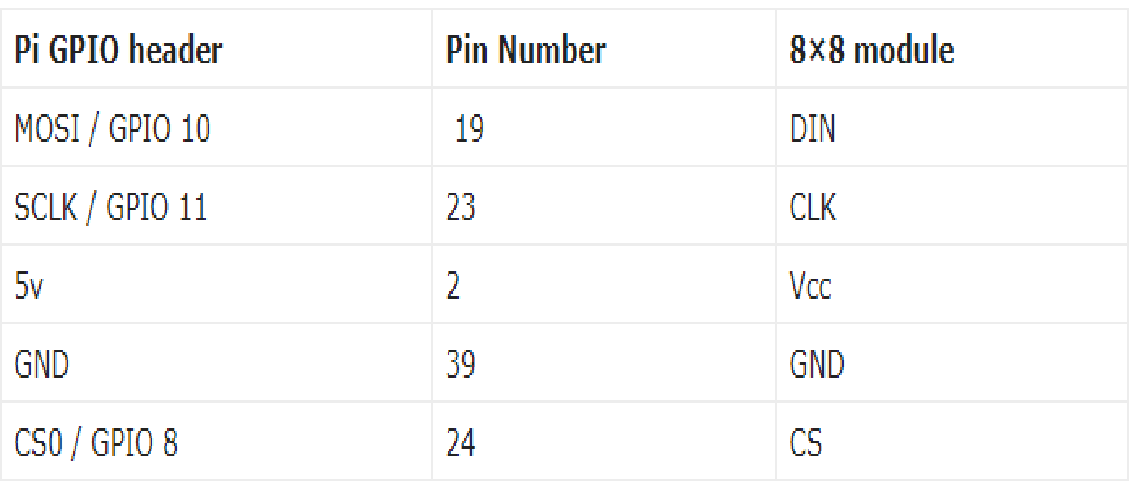 Pi GPIO header Pin Number 8×8 module
MOSI / GPIO 10 19 DIN
SCLK / GPIO 11 23 CLK
5v 2 Vcc
GND 39 GND
CS0 / GPIO 8 24 CS